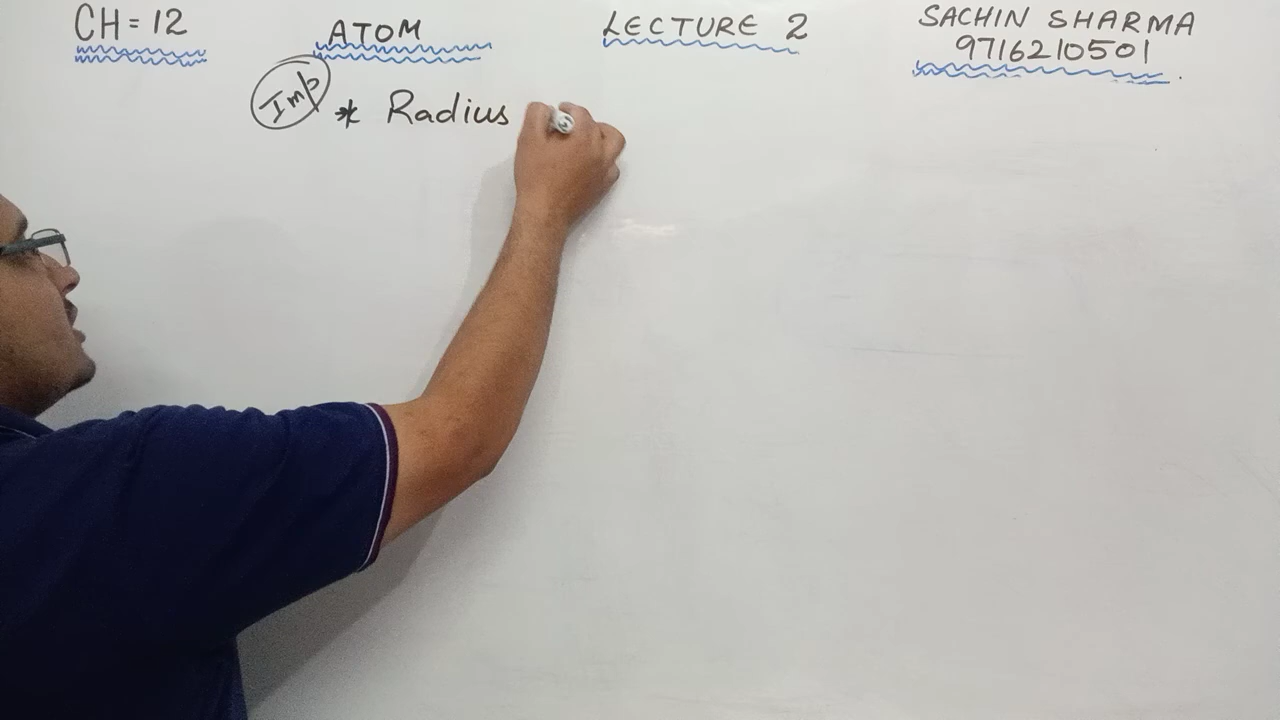 CH = 12 ATOM LECTURE 2 SACHIN SHARMA
9716210501
Imp * Radius